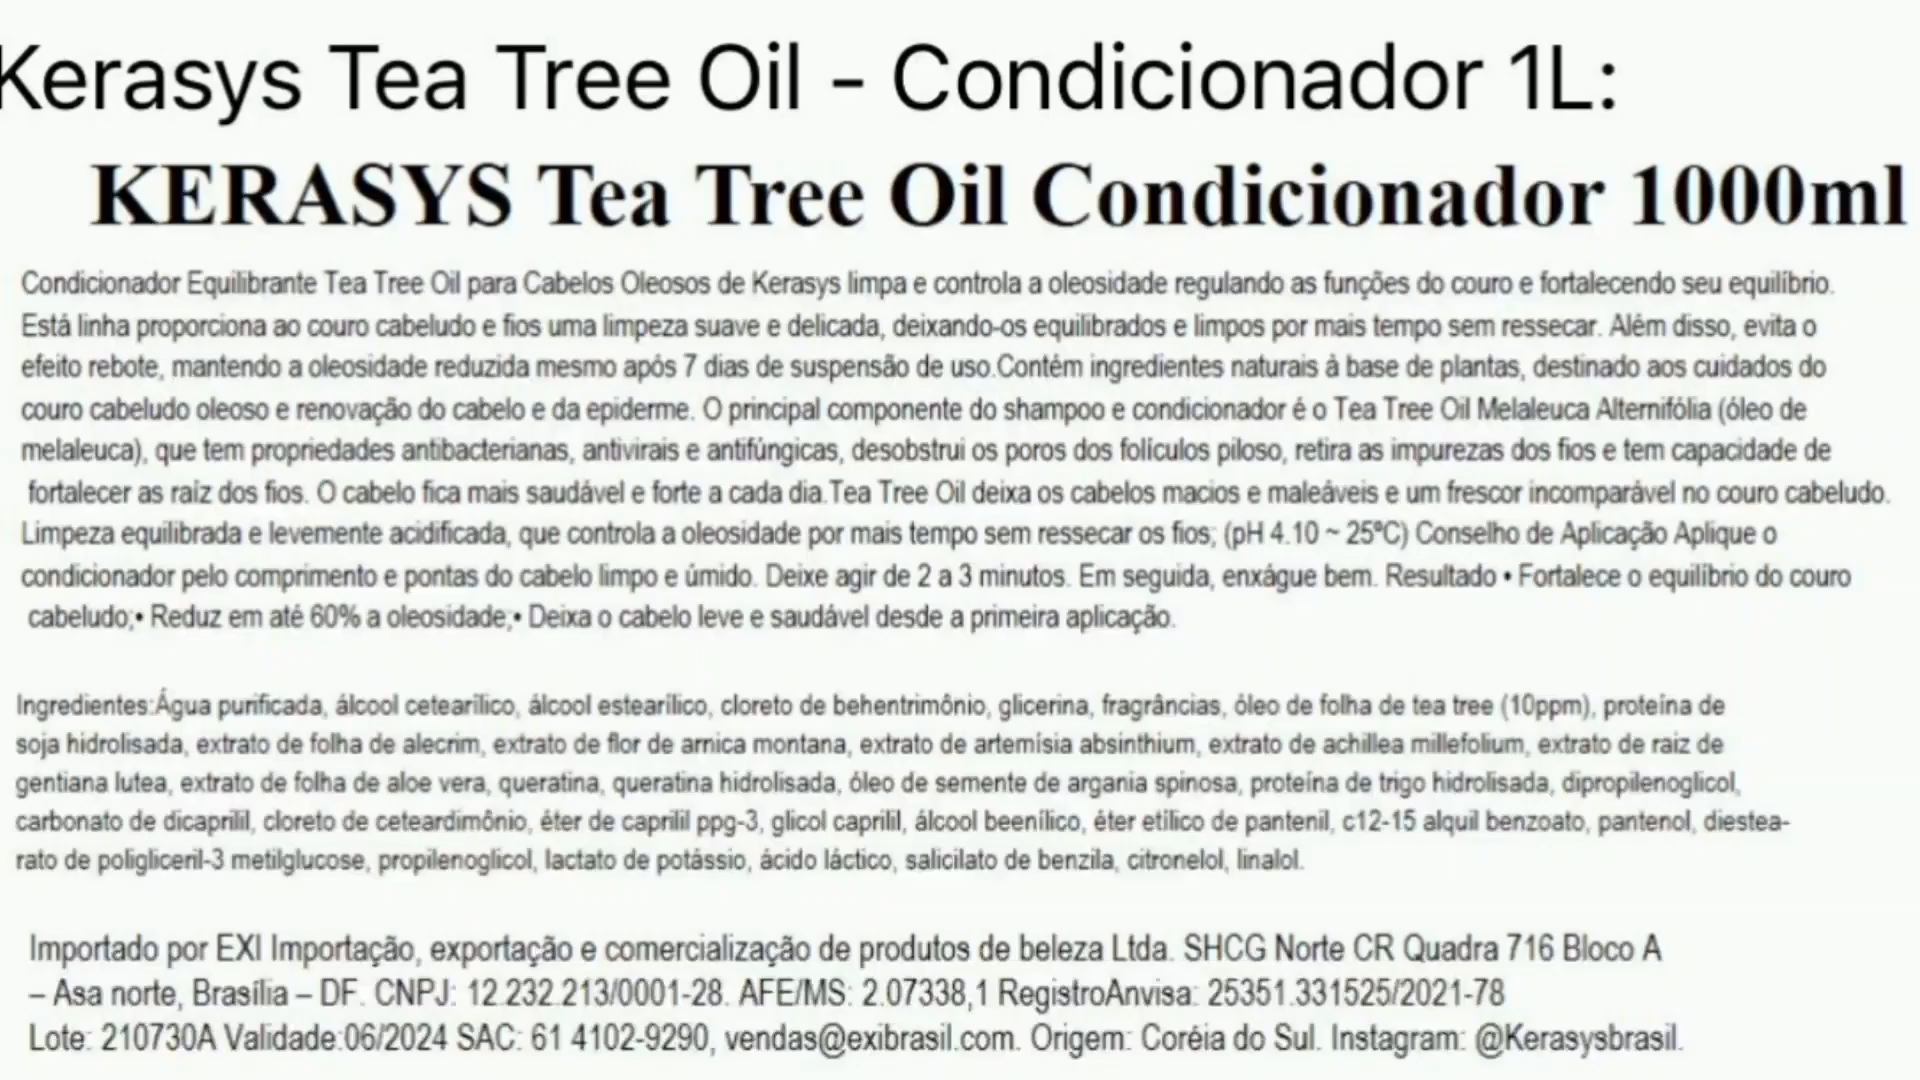 Kerasys Tea Tree Oil - Condicionador 1L:
KERASYS Tea Tree Oil Condicionador 1000ml
Condicionador Equilibrante Tea Tree Oil para Cabelos Oleosos de Kerasys limpa e controla a oleosidade regulando as funções do couro e fortalecendo seu equilíbrio.
Está linha proporciona ao couro cabeludo e fios uma limpeza suave e delicada, deixando-os equilibrados e limpos por mais tempo sem ressecar. Além disso, evita o
efeito rebote, mantendo a oleosidade reduzida mesmo após 7 dias de suspensão de uso.Contém ingredientes naturais à base de plantas, destinado aos cuidados do
couro cabeludo oleoso e renovação do cabelo e da epiderme. O principal componente do shampoo e condicionador é o Tea Tree Oil Melaleuca Alternifólia (óleo de
melaleuca), que tem propriedades antibacterianas, antivirais e antifúngicas, desobstrui os poros dos folículos piloso, retira as impurezas dos fios e tem capacidade de
fortalecer as raíz dos fios. O cabelo fica mais saudável e forte a cada dia.Tea Tree Oil deixa os cabelos macios e maleáveis e um frescor incomparável no couro cabeludo.
Limpeza equilibrada e levemente acidificada, que controla a oleosidade por mais tempo sem ressecar os fios; (pH 4.10 ~ 25ºC) Conselho de Aplicação Aplique o
condicionador pelo comprimento e pontas do cabelo limpo e úmido. Deixe agir de 2 a 3 minutos. Em seguida, enxágue bem. Resultado • Fortalece o equilíbrio do couro
cabeludo;• Reduz em até 60% a oleosidade;• Deixa o cabelo leve e saudável desde a primeira aplicação.
Ingredientes:Água purificada, álcool cetearílico, álcool estearílico, cloreto de behentrimônio, glicerina, fragrâncias, óleo de folha de tea tree (10ppm), proteína de
soja hidrolisada, extrato de folha de alecrim, extrato de flor de arnica montana, extrato de artemísia absinthium, extrato de achillea millefolium, extrato de raiz de
gentiana lutea, extrato de folha de aloe vera, queratina, queratina hidrolisada, óleo de semente de argania spinosa, proteína de trigo hidrolisada, dipropilenoglicol,
carbonato de dicaprilil, cloreto de ceteardimônio, éter de caprilil ppg-3, glicol caprilil, álcool beenílico, éter etílico de pantenil, c12-15 alquil benzoato, pantenol, diestea-
rato de poligliceril-3 metilglucose, propilenoglicol, lactato de potássio, ácido láctico, salicilato de benzila, citronelol, linalol.
Importado por EXI Importação, exportação e comercialização de produtos de beleza Ltda. SHCG Norte CR Quadra 716 Bloco A
– Asa norte, Brasília – DF. CNPJ: 12.232.213/0001-28. AFE/MS: 2.07338,1 RegistroAnvisa: 25351.331525/2021-78
Lote: 210730A Validade:06/2024 SAC: 61 4102-9290, vendas@exibrasil.com. Origem: Coréia do Sul. Instagram: @Kerasysbrasil.